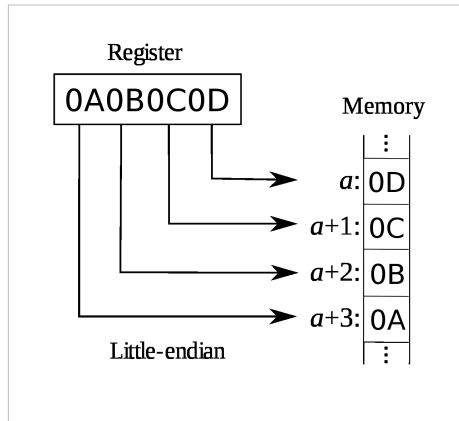 Register
0A0B0C0D
Memory
⋮
a: 0D
a+1: 0C
a+2: 0B
a+3: 0A
Little-endian
⋮